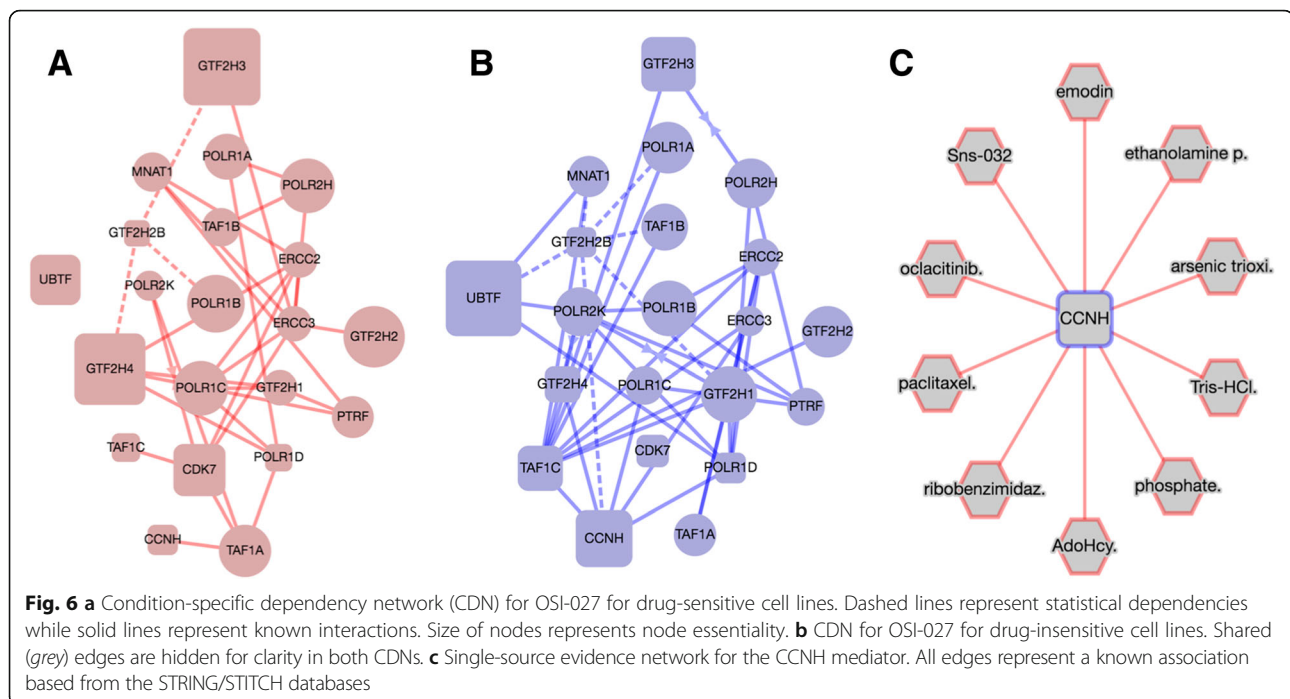 A
GTF2H3
MNAT1
POLR1A
POLR2H
GTF2H2B
TAF1B
ERCC2
UBTF
POLR2K
POLR1B
ERCC3
GTF2H2
GTF2H4
POLR1C
GTF2H1
PTRF
TAF1C
CDK7
POLR1D
CCNH
TAF1A
B
GTF2H3
POLR1A
MNAT1
POLR2H
GTF2H2B
TAF1B
ERCC2
UBTF
POLR2K
POLR1B
ERCC3
GTF2H2
GTF2H4
POLR1C
GTF2H1
PTRF
TAF1C
CDK7
POLR1D
CCNH
TAF1A
C
emodin
Sns-032
ethanolamine p.
oclacitinib.
arsenic trioxi.
CCNH
paclitaxel.
Tris-HCl.
ribobenzimidaz.
phosphate.
AdoHcy.
Fig. 6 a Condition-specific dependency network (CDN) for OSI-027 for drug-sensitive cell lines. Dashed lines represent statistical dependencies
while solid lines represent known interactions. Size of nodes represents node essentiality. b CDN for OSI-027 for drug-insensitive cell lines. Shared
(grey) edges are hidden for clarity in both CDNs. c Single-source evidence network for the CCNH mediator. All edges represent a known association
based from the STRING/STITCH databases